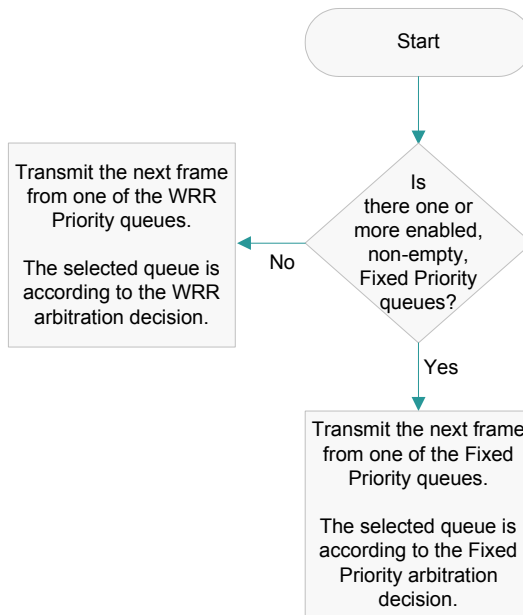 Start
Is
there one or
more enabled,
non-empty,
Fixed Priority
queues?
No
Transmit the next frame
from one of the WRR
Priority queues.
The selected queue is
according to the WRR
arbitration decision.
Yes
Transmit the next frame
from one of the Fixed
Priority queues.
The selected queue is
according to the Fixed
Priority arbitration
decision.